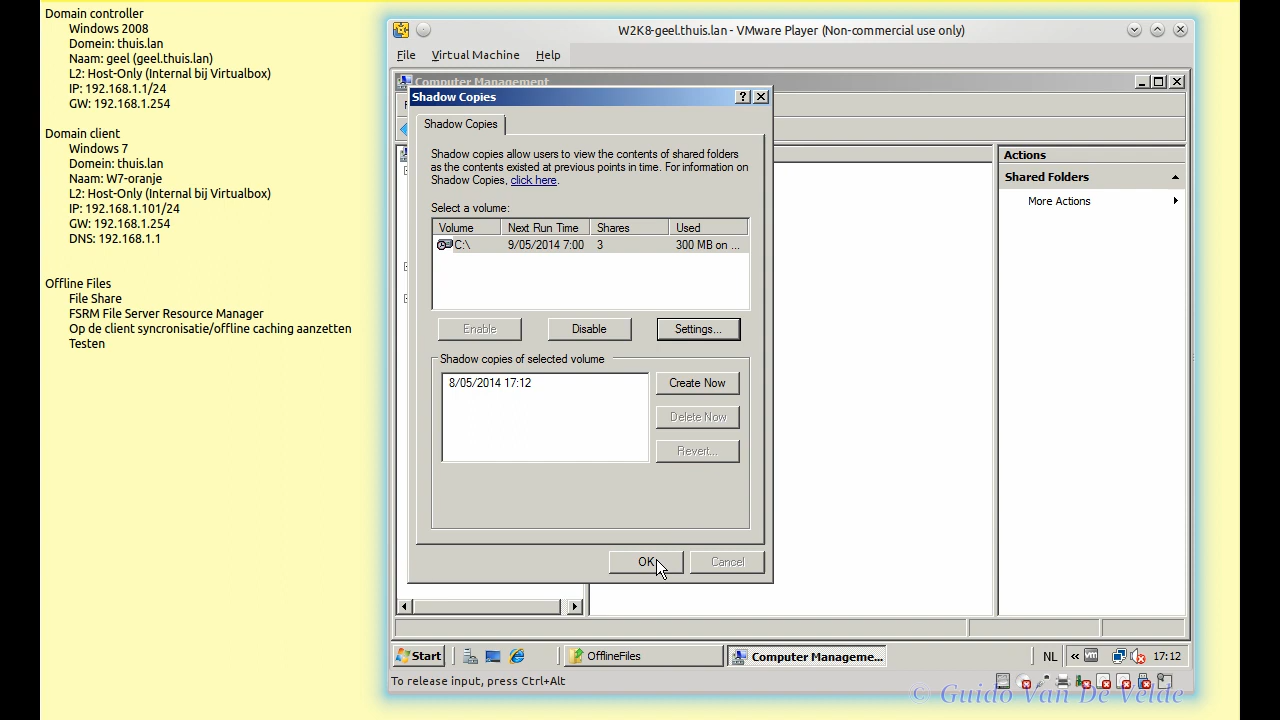 Domain controller
Windows 2008
Domein: thuis.lan
Naam: geel (geel.thuis.lan)
L2: Host-Only (Internal bij Virtualbox)
IP: 192.168.1.1/24
GW: 192.168.1.254
Domain client
Windows 7
Domein: thuis.lan
Naam: W7-oranje
L2: Host-Only (Internal bij Virtualbox)
IP: 192.168.1.101/24
GW: 192.168.1.254
DNS: 192.168.1.1
Offline Files
File Share
FSRM File Server Resource Manager
Op de client syncronisatie/offline caching aanzetten
Testen
W2K8-geel.thuis.lan - VMware Player (Non-commercial use only)
File Virtual Machine Help
Computer Management
Shadow Copies
Shadow Copies
Shadow copies allow users to view the contents of shared folders
as the contents existed at previous points in time. For information on
Shadow Copies, click here.
Select a volume:
Volume Next Run Time Shares Used
C:\ 9/05/2014 7:00 3 300 MB on ...
Enable Disable Settings...
Shadow copies of selected volume
8/05/2014 17:12
Create Now
Delete Now
Revert...
OK Cancel
Actions
Shared Folders
More Actions
Start OfflineFiles Computer Manageme... NL 17:12
To release input, press Ctrl+Alt
© Guido Van De Velde